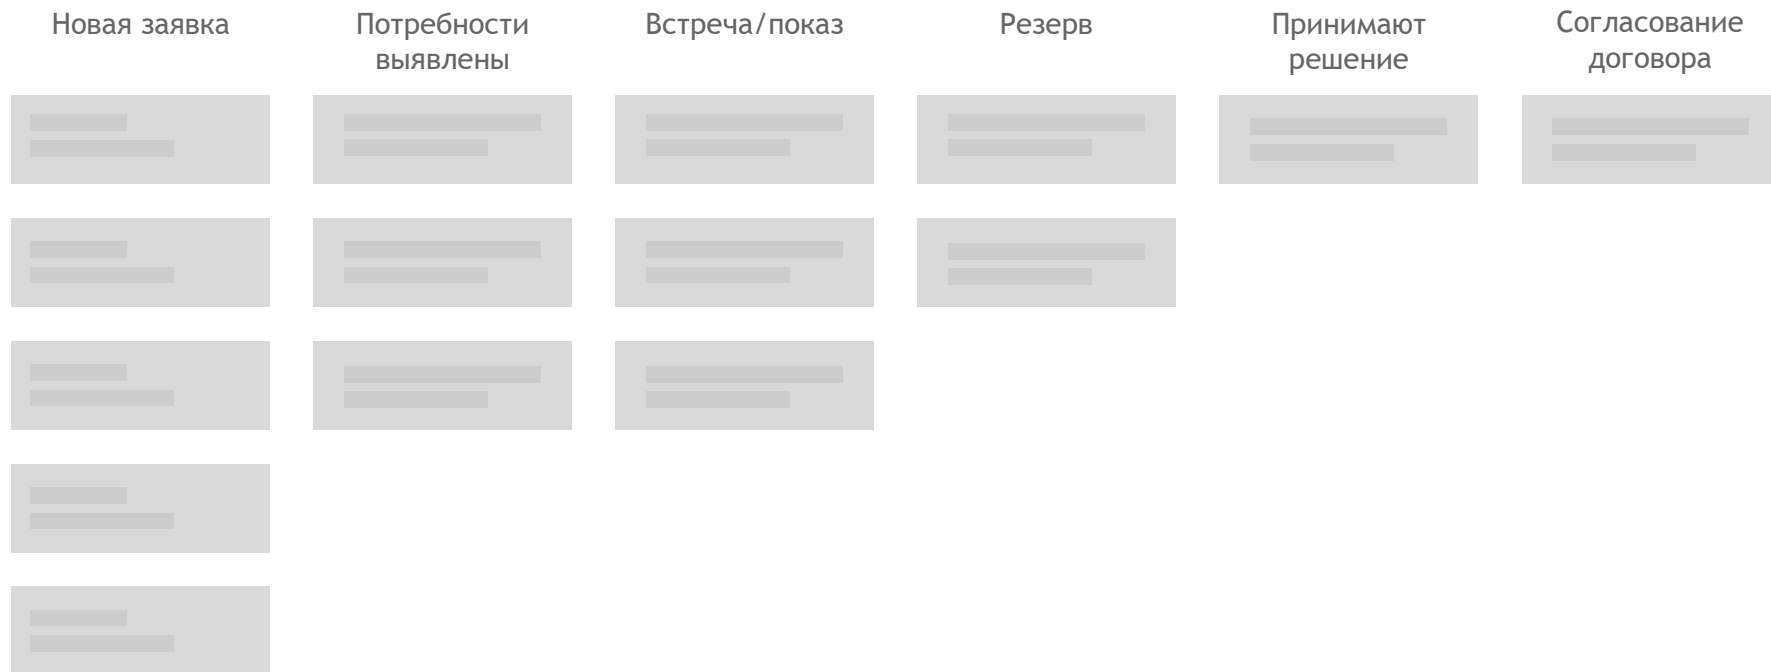 Новая заявка
Потребности
выявлены
Встреча/показ
Резерв
Принимают
решение
Согласование
договора